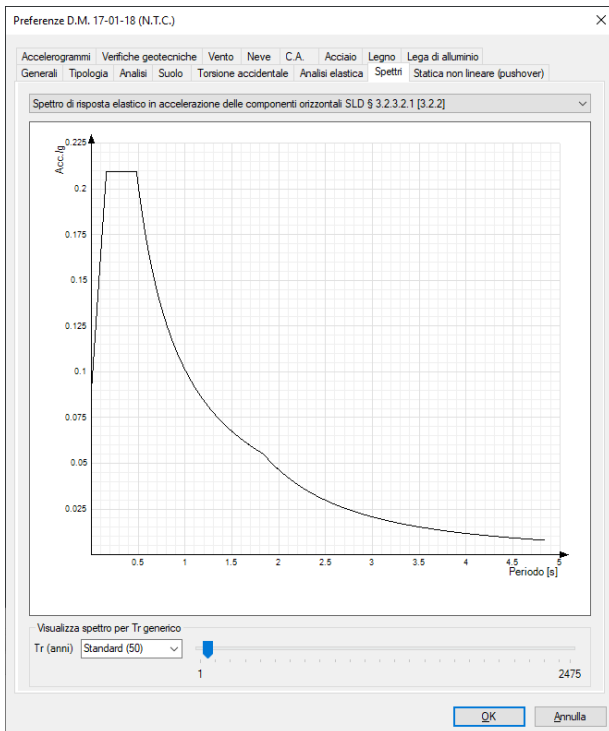 Preferenze D.M. 17-01-18 (N.T.C.)
Accelerogrammi Verifiche geotecniche Vento Neve C.A. Acciaio Legno Lega di alluminio
Generali Tipologia Analisi Suolo Torsione accidentale Analisi elastica Spettri Statica non lineare (pushover)
Spettro di risposta elastico in accelerazione delle componenti orizzontali SLD § 3.2.3.2.1 [3.2.2]
Acc./g
0.225
0.2
0.175
0.15
0.125
0.1
0.075
0.05
0.025
0.5 1 1.5 2 2.5 3 3.5 4 4.5 5
Periodo [s]
Visualizza spettro per Tr generico
Tr (anni) Standard (50)
1 2475
OK Annulla